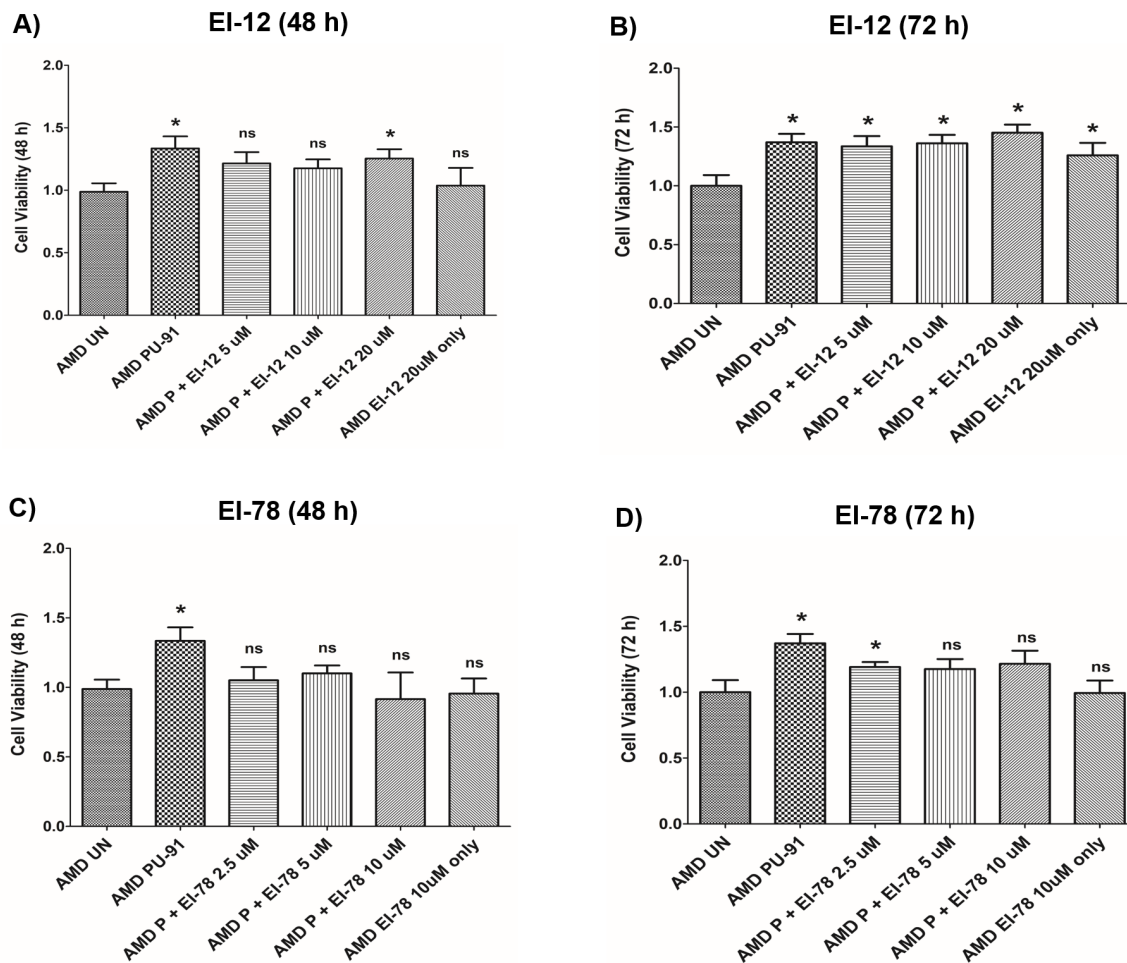 A)
EI-12 (48 h)
Cell Viability (48 h)
2.0
1.5
1.0
0.5
0.0
*
ns
ns
*
ns
AMD UN
AMD PU-91
AMD P + EI-12 5 uM
AMD P + EI-12 10 uM
AMD P + EI-12 20 uM
AMD EI-12 20uM only
B)
EI-12 (72 h)
Cell Viability (72 h)
2.0
1.5
1.0
0.5
0.0
*
*
*
*
*
AMD UN
AMD PU-91
AMD P + EI-12 5 uM
AMD P + EI-12 10 uM
AMD P + EI-12 20 uM
AMD EI-12 20uM only
C)
EI-78 (48 h)
Cell Viability (48 h)
2.0
1.5
1.0
0.5
0.0
*
ns
ns
ns
ns
AMD UN
AMD PU-91
AMD P + EI-78 2.5 uM
AMD P + EI-78 5 uM
AMD P + EI-78 10 uM
AMD EI-78 10uM only
D)
EI-78 (72 h)
Cell Viability (72 h)
2.0
1.5
1.0
0.5
0.0
*
*
ns
ns
ns
AMD UN
AMD PU-91
AMD P + EI-78 2.5 uM
AMD P + EI-78 5 uM
AMD P + EI-78 10 uM
AMD EI-78 10uM only